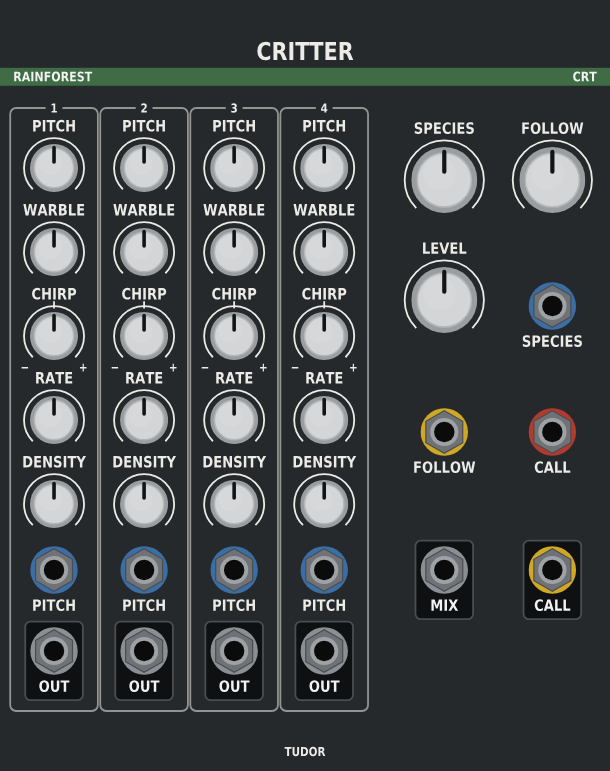 CRITTER
RAINFOREST CRT
1 2 3 4
PITCH PITCH PITCH PITCH SPECIES FOLLOW
WARBLE WARBLE WARBLE WARBLE
LEVEL
CHIRP CHIRP CHIRP CHIRP
SPECIES
− + − + − + − +
RATE RATE RATE RATE
DENSITY DENSITY DENSITY DENSITY FOLLOW CALL
PITCH PITCH PITCH PITCH MIX CALL
OUT OUT OUT OUT
TUDOR